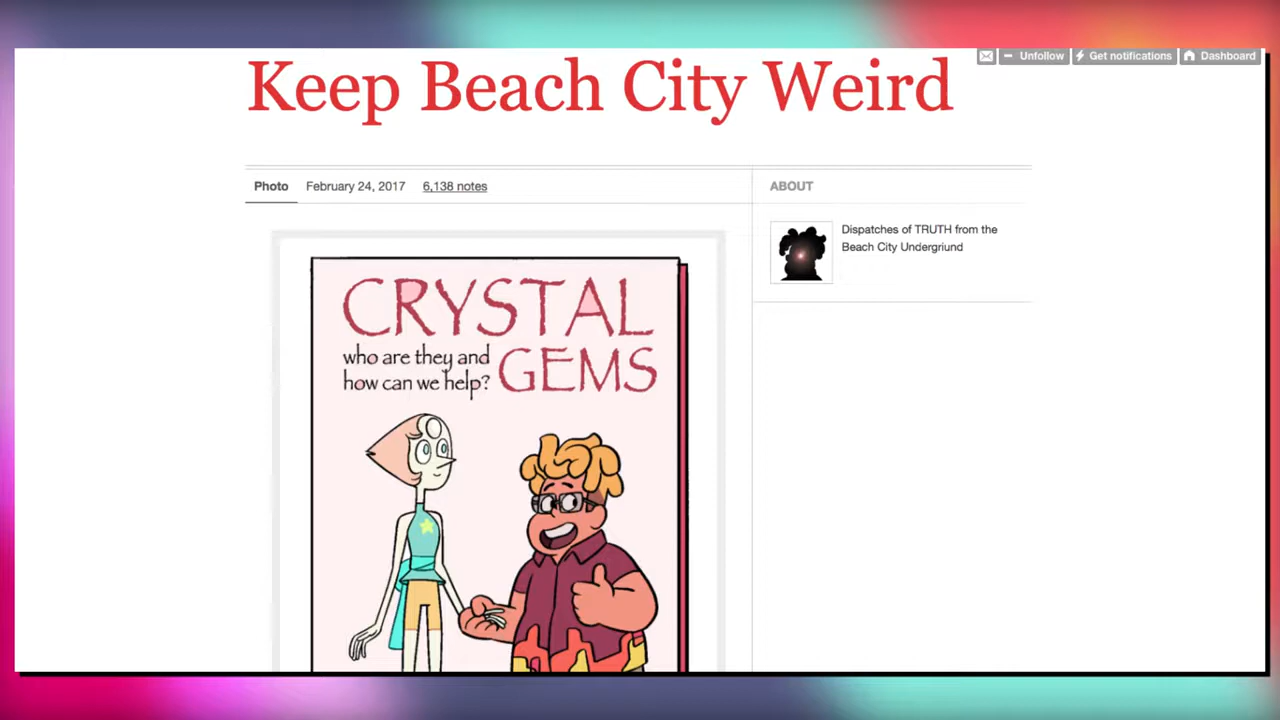 Unfollow
Get notifications
Dashboard
Keep Beach City Weird
Photo February 24, 2017 6,138 notes
ABOUT
Dispatches of TRUTH from the
Beach City Undergriund
CRYSTAL
who are they and
how can we help?
GEMS